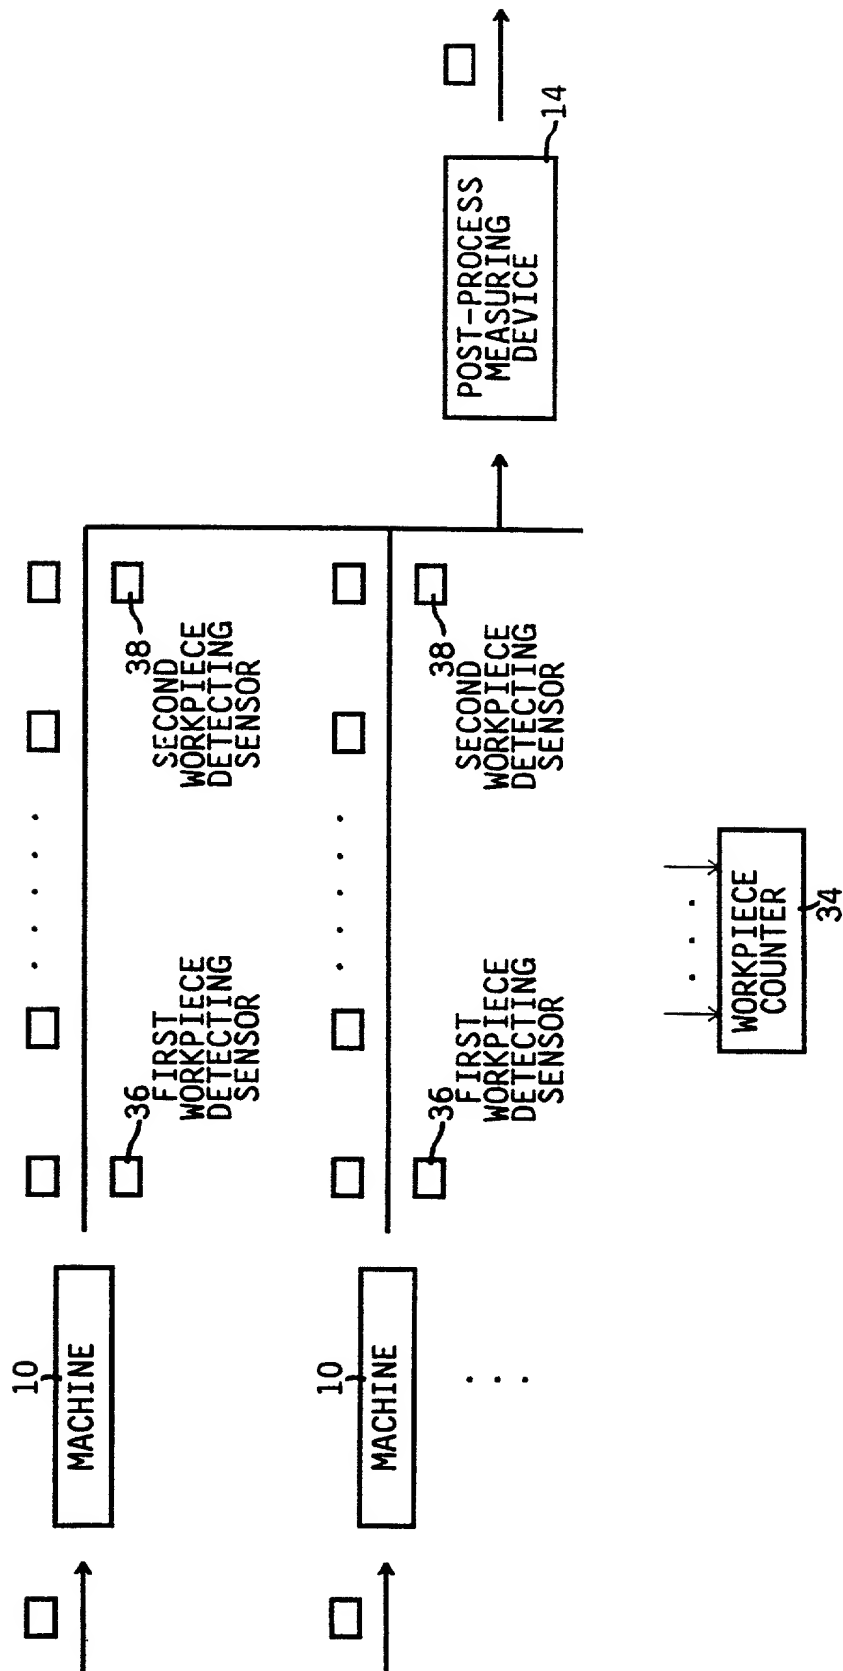 10
MACHINE
36
FIRST
WORKPIECE
DETECTING
SENSOR
38
SECOND
WORKPIECE
DETECTING
SENSOR
10
MACHINE
36
FIRST
WORKPIECE
DETECTING
SENSOR
38
SECOND
WORKPIECE
DETECTING
SENSOR
POST-PROCESS
MEASURING
DEVICE
14
WORKPIECE
COUNTER
34